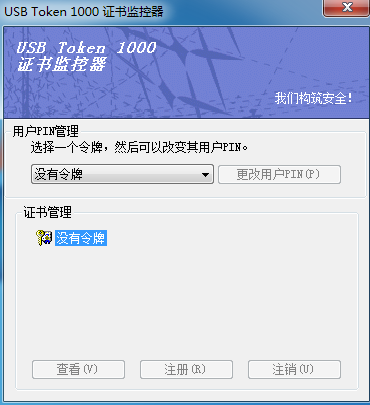 USB Token 1000 证书监控器
USB Token 1000
证书监控器
我们构筑安全!
用户PIN管理
选择一个令牌，然后可以改变其用户PIN。
没有令牌
更改用户PIN(P)
证书管理
没有令牌
查看(V)
注册(R)
注销(U)